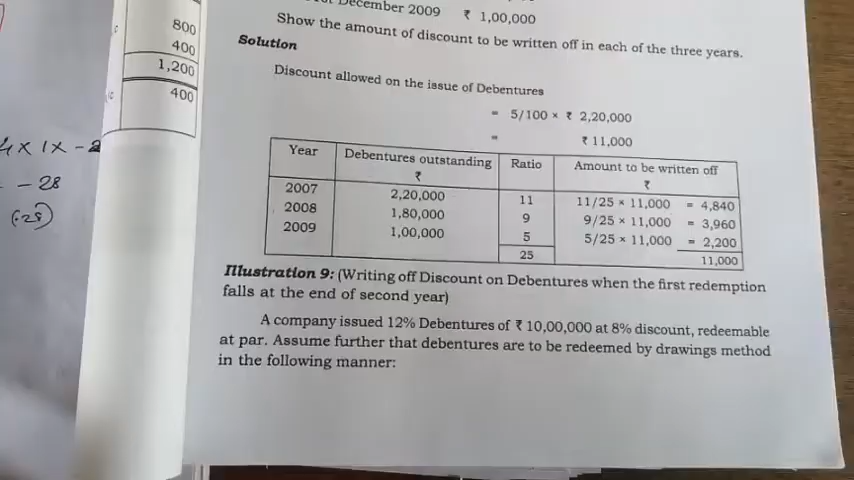 800
400
1,200
400
4 x 1 x -
- 28
December 2009 ₹ 1,00,000
Show the amount of discount to be written off in each of the three years.
Solution
Discount allowed on the issue of Debentures
= 5/100 × ₹ 2,20,000
= ₹ 11,000
Year Debentures outstanding Ratio Amount to be written off
₹ ₹
2007 2,20,000 11 11/25 × 11,000 = 4,840
2008 1,80,000 9 9/25 × 11,000 = 3,960
2009 1,00,000 5 5/25 × 11,000 = 2,200
25 11,000
Illustration 9: (Writing off Discount on Debentures when the first redemption
falls at the end of second year)
A company issued 12% Debentures of ₹ 10,00,000 at 8% discount, redeemable
at par. Assume further that debentures are to be redeemed by drawings method
in the following manner: